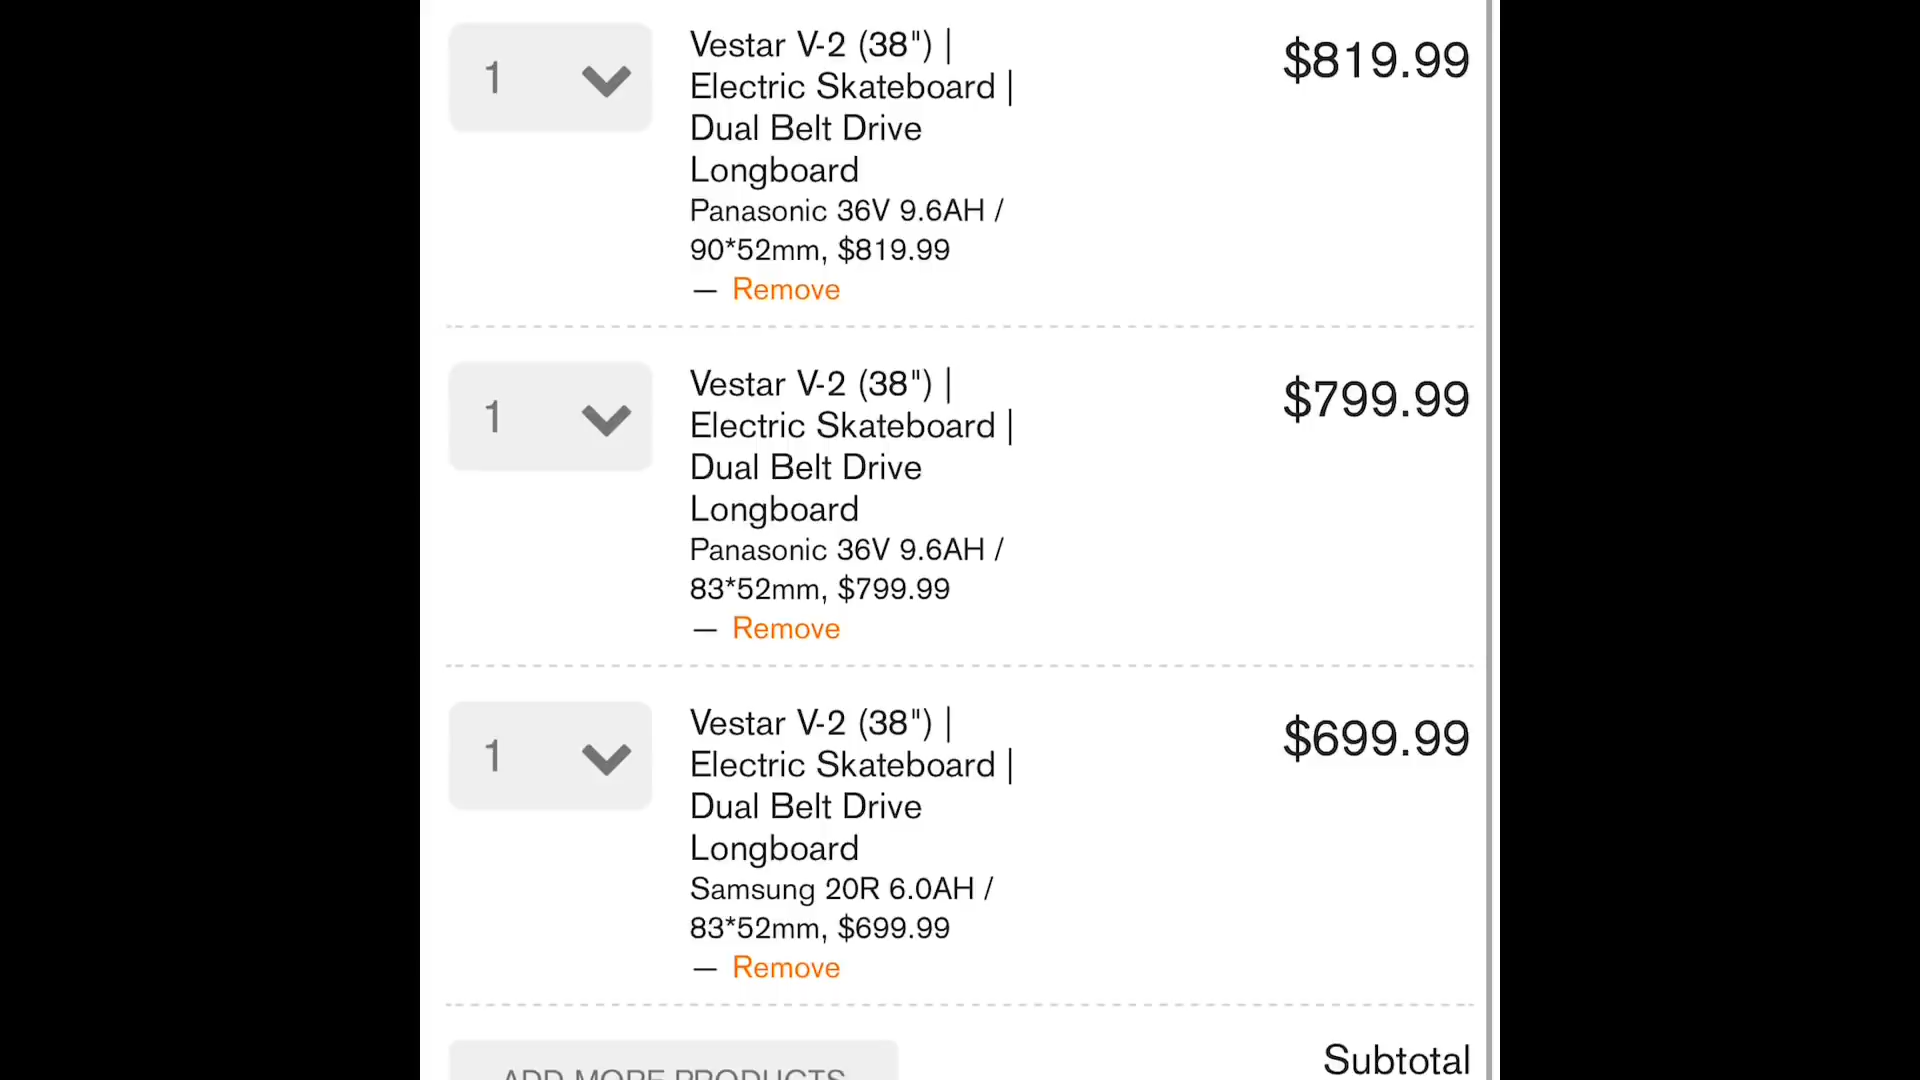 1
Vestar V-2 (38") |
Electric Skateboard |
Dual Belt Drive
Longboard
Panasonic 36V 9.6AH /
90*52mm, $819.99
— Remove
$819.99
1
Vestar V-2 (38") |
Electric Skateboard |
Dual Belt Drive
Longboard
Panasonic 36V 9.6AH /
83*52mm, $799.99
— Remove
$799.99
1
Vestar V-2 (38") |
Electric Skateboard |
Dual Belt Drive
Longboard
Samsung 20R 6.0AH /
83*52mm, $699.99
— Remove
$699.99
ADD MORE PRODUCTS
Subtotal